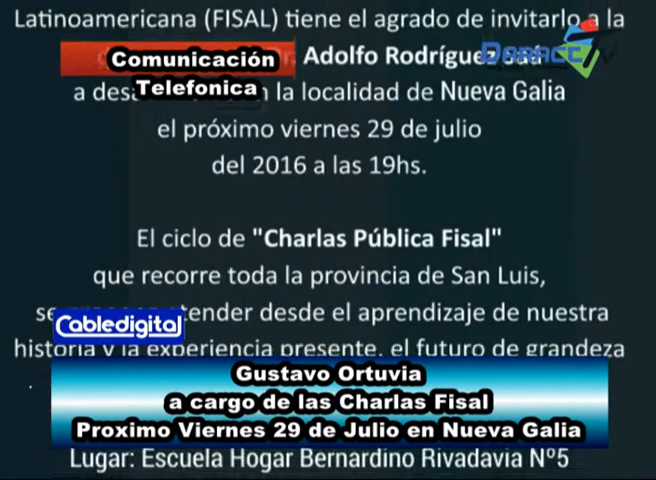 Latinoamericana (FISAL) tiene el agrado de invitarlo a la
Comunicación
Adolfo Rodríguez Saá
Telefonica
a la localidad de Nueva Galia
el próximo viernes 29 de julio
del 2016 a las 19hs.
El ciclo de "Charlas Pública Fisal"
que recorre toda la provincia de San Luis,
tender desde el aprendizaje de nuestra
Cabledigital
historia y la experiencia presente, el futuro de grandeza
Gustavo Ortuvia
a cargo de las Charlas Fisal
Proximo Viernes 29 de Julio en Nueva Galia
Lugar: Escuela Hogar Bernardino Rivadavia Nº5